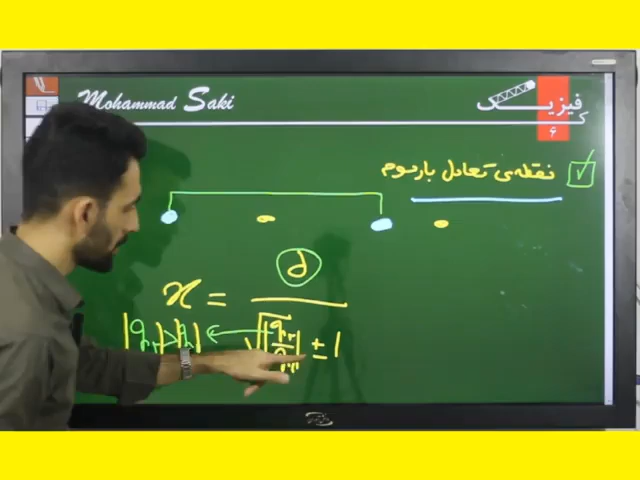 Mohammad Saki
فیزیک
۶
نقطه‌ی تعادل بار سوم
x = d / √|q₂/q₁| ± 1
|q₂|>|q₁|